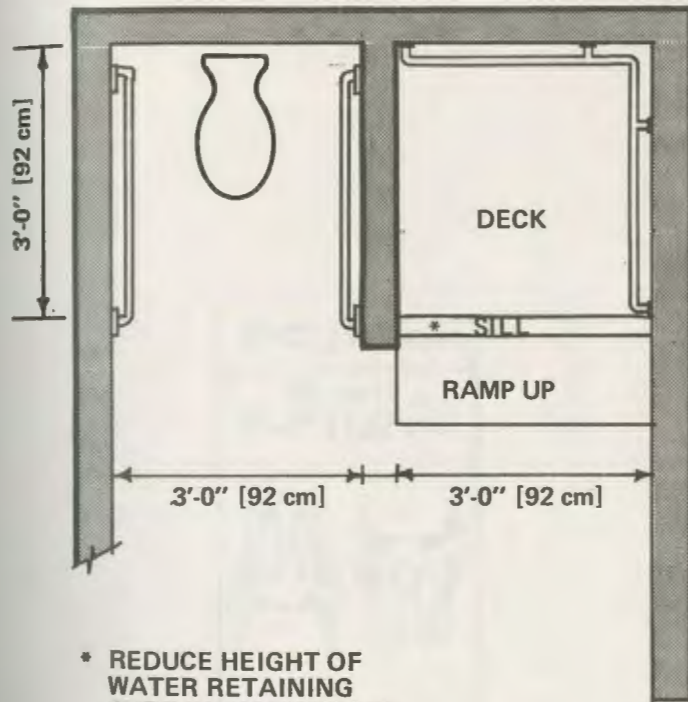 3'-0" [92 cm]
DECK
* SILL
RAMP UP
3'-0" [92 cm]
3'-0" [92 cm]
* REDUCE HEIGHT OF
WATER RETAINING